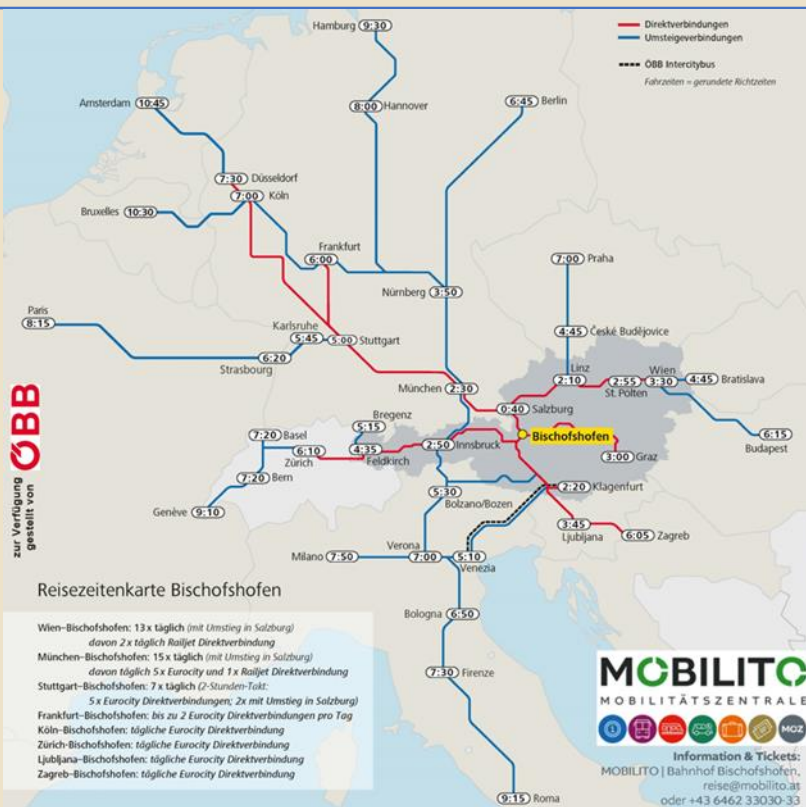 Direktverbindungen
Umsteigeverbindungen
ÖBB Intercitybus
Fahrzeiten = gerundete Richtzeiten
Hamburg 9:30
Amsterdam 10:45
8:00 Hannover
6:45 Berlin
7:30 Düsseldorf
7:00 Köln
Bruxelles 10:30
Frankfurt
6:00
7:00 Praha
Nürnberg 3:50
Paris
8:15
Karlsruhe
5:45
5:00 Stuttgart
4:45 České Budějovice
6:20
Strasbourg
Linz
2:10
2:55
St. Pölten
Wien
3:30
4:45 Bratislava
München 2:30
0:40 Salzburg
Bregenz
5:15
Bischofshofen
6:15
Budapest
7:20 Basel
6:10
Zürich
4:35
Feldkirch
2:50 Innsbruck
3:00
Graz
7:20
Bern
5:30
Bolzano/Bozen
2:20 Klagenfurt
Genève 9:10
3:45
Ljubljana
6:05 Zagreb
Milano 7:50
Verona
7:00
5:10
Venezia
Bologna
6:50
7:30 Firenze
9:15 Roma
zur Verfügung
gestellt von
ÖBB
Reisezeitenkarte Bischofshofen
Wien–Bischofshofen: 13 x täglich (mit Umstieg in Salzburg)
davon 2 x täglich Railjet Direktverbindung
München–Bischofshofen: 15 x täglich (mit Umstieg in Salzburg)
davon täglich 5 x Eurocity und 1 x Railjet Direktverbindung
Stuttgart–Bischofshofen: 7 x täglich (2-Stunden-Takt:
5 x Eurocity Direktverbindungen; 2x mit Umstieg in Salzburg)
Frankfurt–Bischofshofen: bis zu 2 Eurocity Direktverbindungen pro Tag
Köln–Bischofshofen: tägliche Eurocity Direktverbindung
Zürich–Bischofshofen: tägliche Eurocity Direktverbindung
Ljubljana–Bischofshofen: tägliche Eurocity Direktverbindung
Zagreb–Bischofshofen: tägliche Eurocity Direktverbindung
MOBILITO
MOBILITÄTSZENTRALE
MOZ
Information & Tickets:
MOBILITO | Bahnhof Bischofshofen,
reise@mobilito.at
oder +43 6462 33030-33